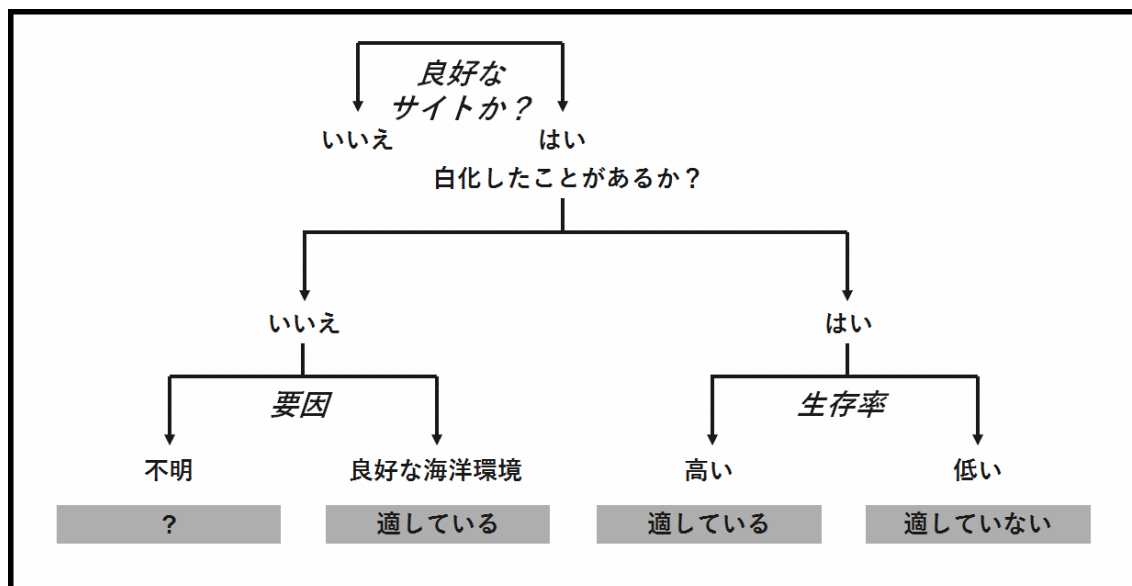 良好な
サイトか？
いいえ
はい
白化したことがあるか？
いいえ
はい
要因
生存率
不明
良好な海洋環境
高い
低い
？
適している
適している
適していない